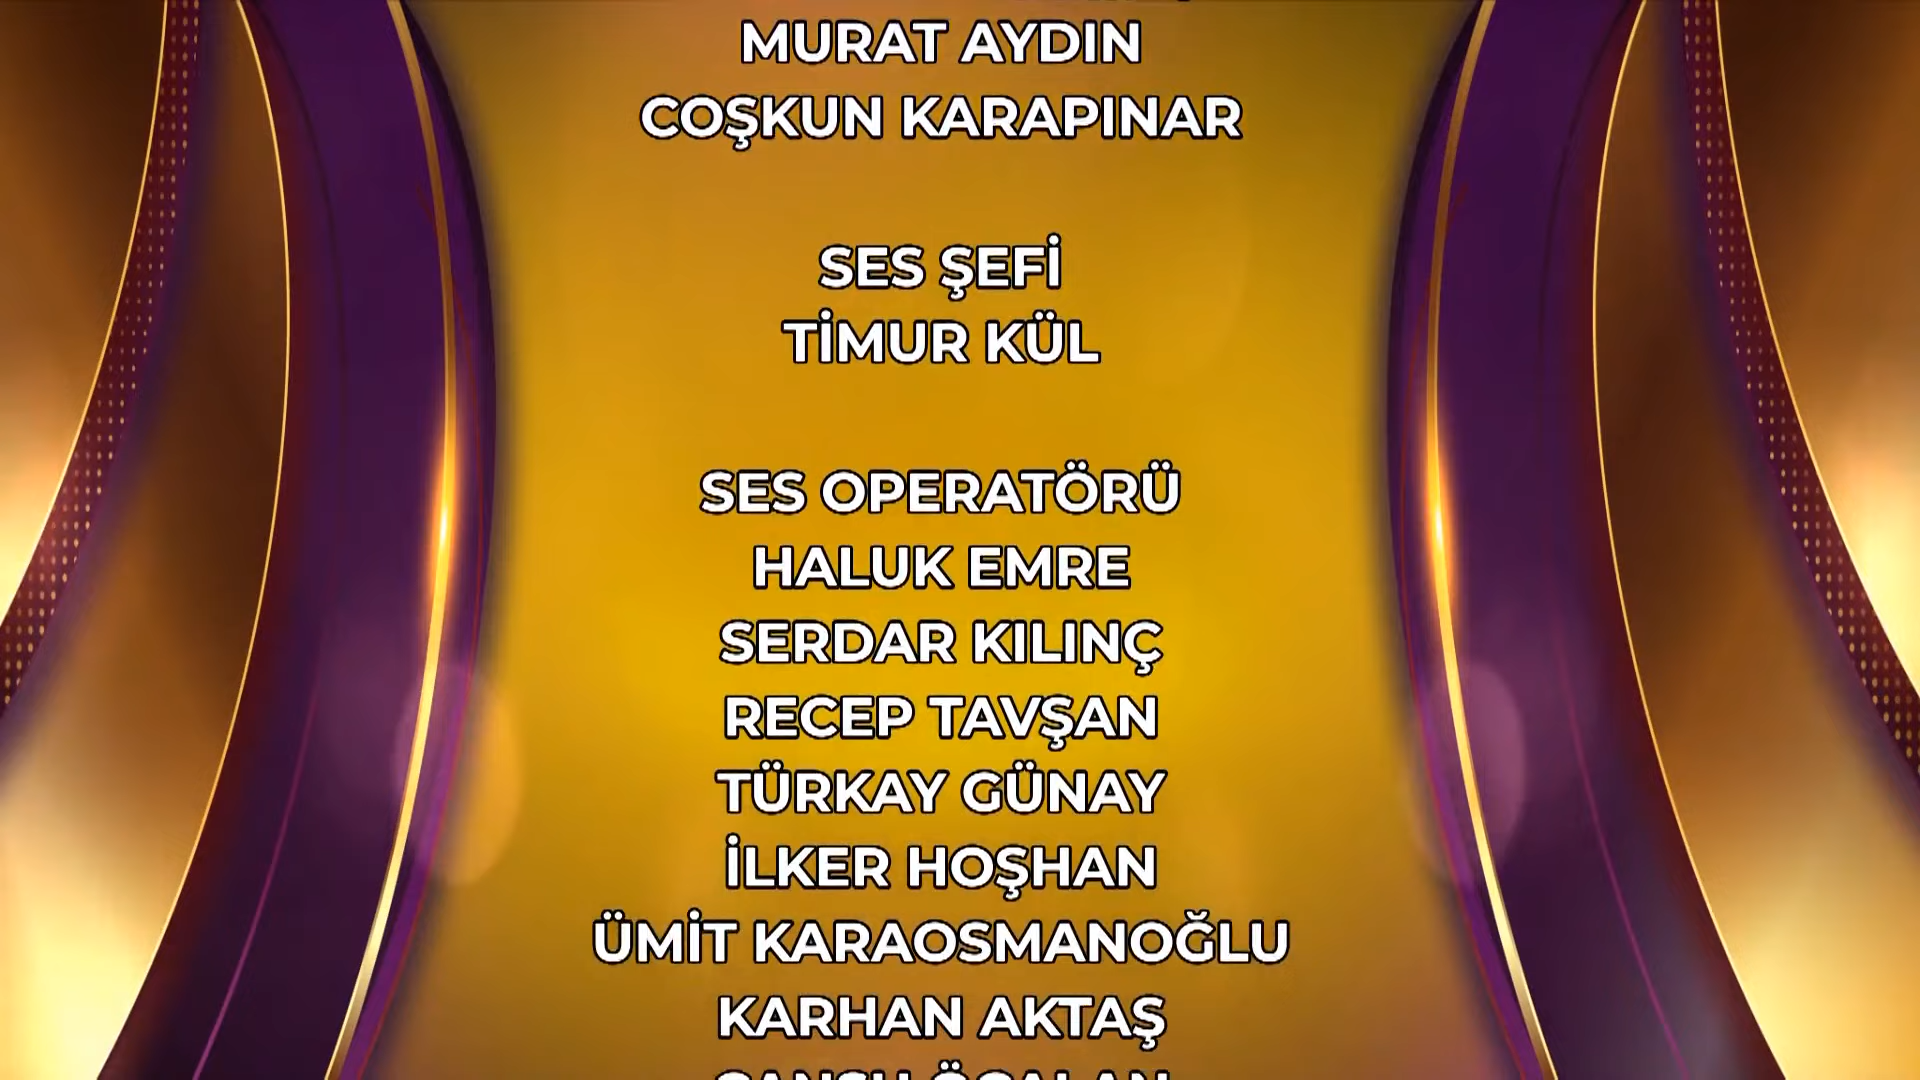 MURAT AYDIN
COŞKUN KARAPINAR
SES ŞEFİ
TİMUR KÜL
SES OPERATÖRÜ
HALUK EMRE
SERDAR KILINÇ
RECEP TAVŞAN
TÜRKAY GÜNAY
İLKER HOŞHAN
ÜMİT KARAOSMANOĞLU
KARHAN AKTAŞ